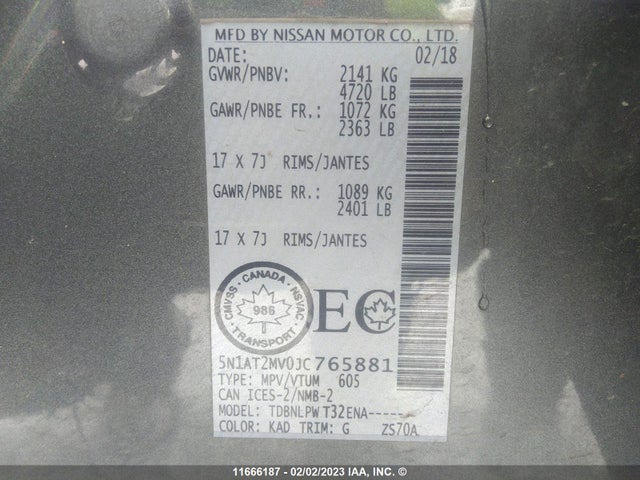 MFD BY NISSAN MOTOR CO., LTD.
DATE: 02/18
GVWR/PNBV: 2141 KG
4720 LB
GAWR/PNBE FR.: 1072 KG
2363 LB
17 X 7J RIMS/JANTES
GAWR/PNBE RR.: 1089 KG
2401 LB
17 X 7J RIMS/JANTES
CANADA
CMVSS 986 NSVAC
TRANSPORT
EC
5N1AT2MV0JC765881
TYPE: MPV/VTUM 605
CAN ICES-2/NMB-2
MODEL: TDBNLPW T32ENA------
COLOR: KAD TRIM: G ZS70A
11666187 - 02/02/2023 IAA, Inc. ©